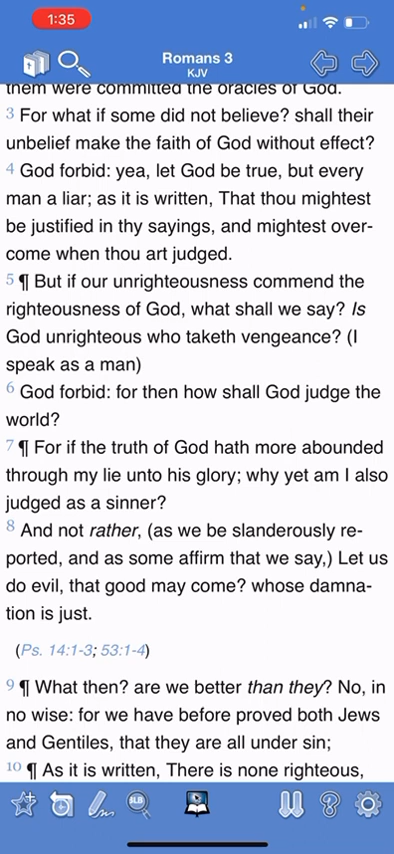 1:35
Romans 3
KJV
them were committed the oracles of God.
3 For what if some did not believe? shall their
unbelief make the faith of God without effect?
4 God forbid: yea, let God be true, but every
man a liar; as it is written, That thou mightest
be justified in thy sayings, and mightest over-
come when thou art judged.
5 ¶ But if our unrighteousness commend the
righteousness of God, what shall we say? Is
God unrighteous who taketh vengeance? (I
speak as a man)
6 God forbid: for then how shall God judge the
world?
7 ¶ For if the truth of God hath more abounded
through my lie unto his glory; why yet am I also
judged as a sinner?
8 And not rather, (as we be slanderously re-
ported, and as some affirm that we say,) Let us
do evil, that good may come? whose damna-
tion is just.
(Ps. 14:1-3; 53:1-4)
9 ¶ What then? are we better than they? No, in
no wise: for we have before proved both Jews
and Gentiles, that they are all under sin;
10 ¶ As it is written, There is none righteous,
SLB